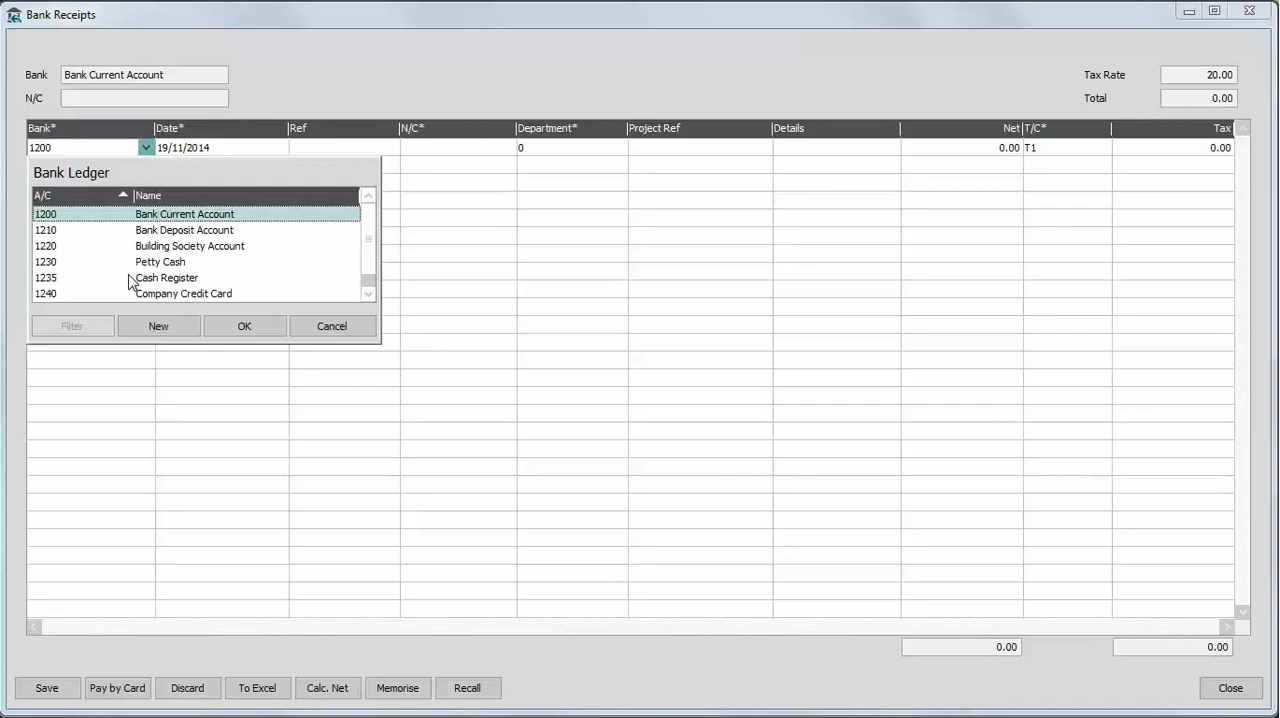 Bank Receipts
Bank Bank Current Account Tax Rate 20.00
N/C Total 0.00
Bank* Date* Ref N/C* Department* Project Ref Details Net T/C* Tax
1200 19/11/2014 0 0.00 T1 0.00
Bank Ledger
A/C Name
1200 Bank Current Account
1210 Bank Deposit Account
1220 Building Society Account
1230 Petty Cash
1235 Cash Register
1240 Company Credit Card
Filter New OK Cancel
0.00 0.00
Save Pay by Card Discard To Excel Calc. Net Memorise Recall Close